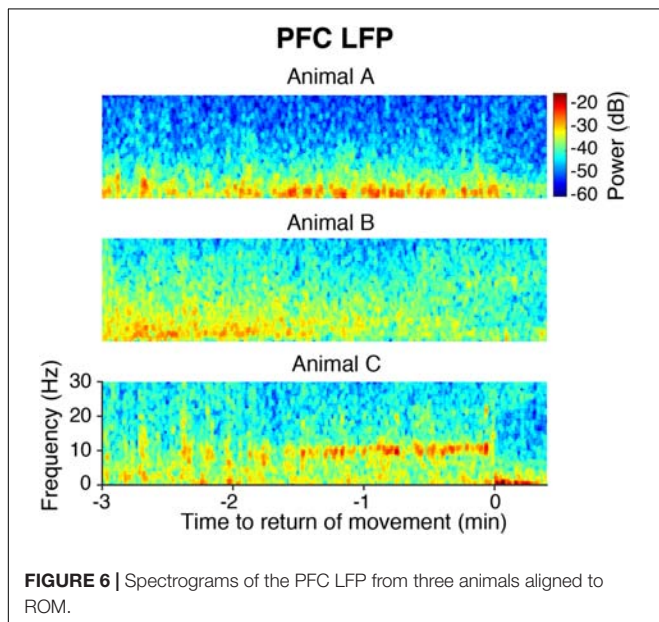 PFC LFP
Animal A
-20
-30
-40
-50
-60
Power (dB)
Animal B
Animal C
Frequency (Hz)
30
20
10
0
-3
-2
-1
0
Time to return of movement (min)
FIGURE 6 | Spectrograms of the PFC LFP from three animals aligned to
ROM.